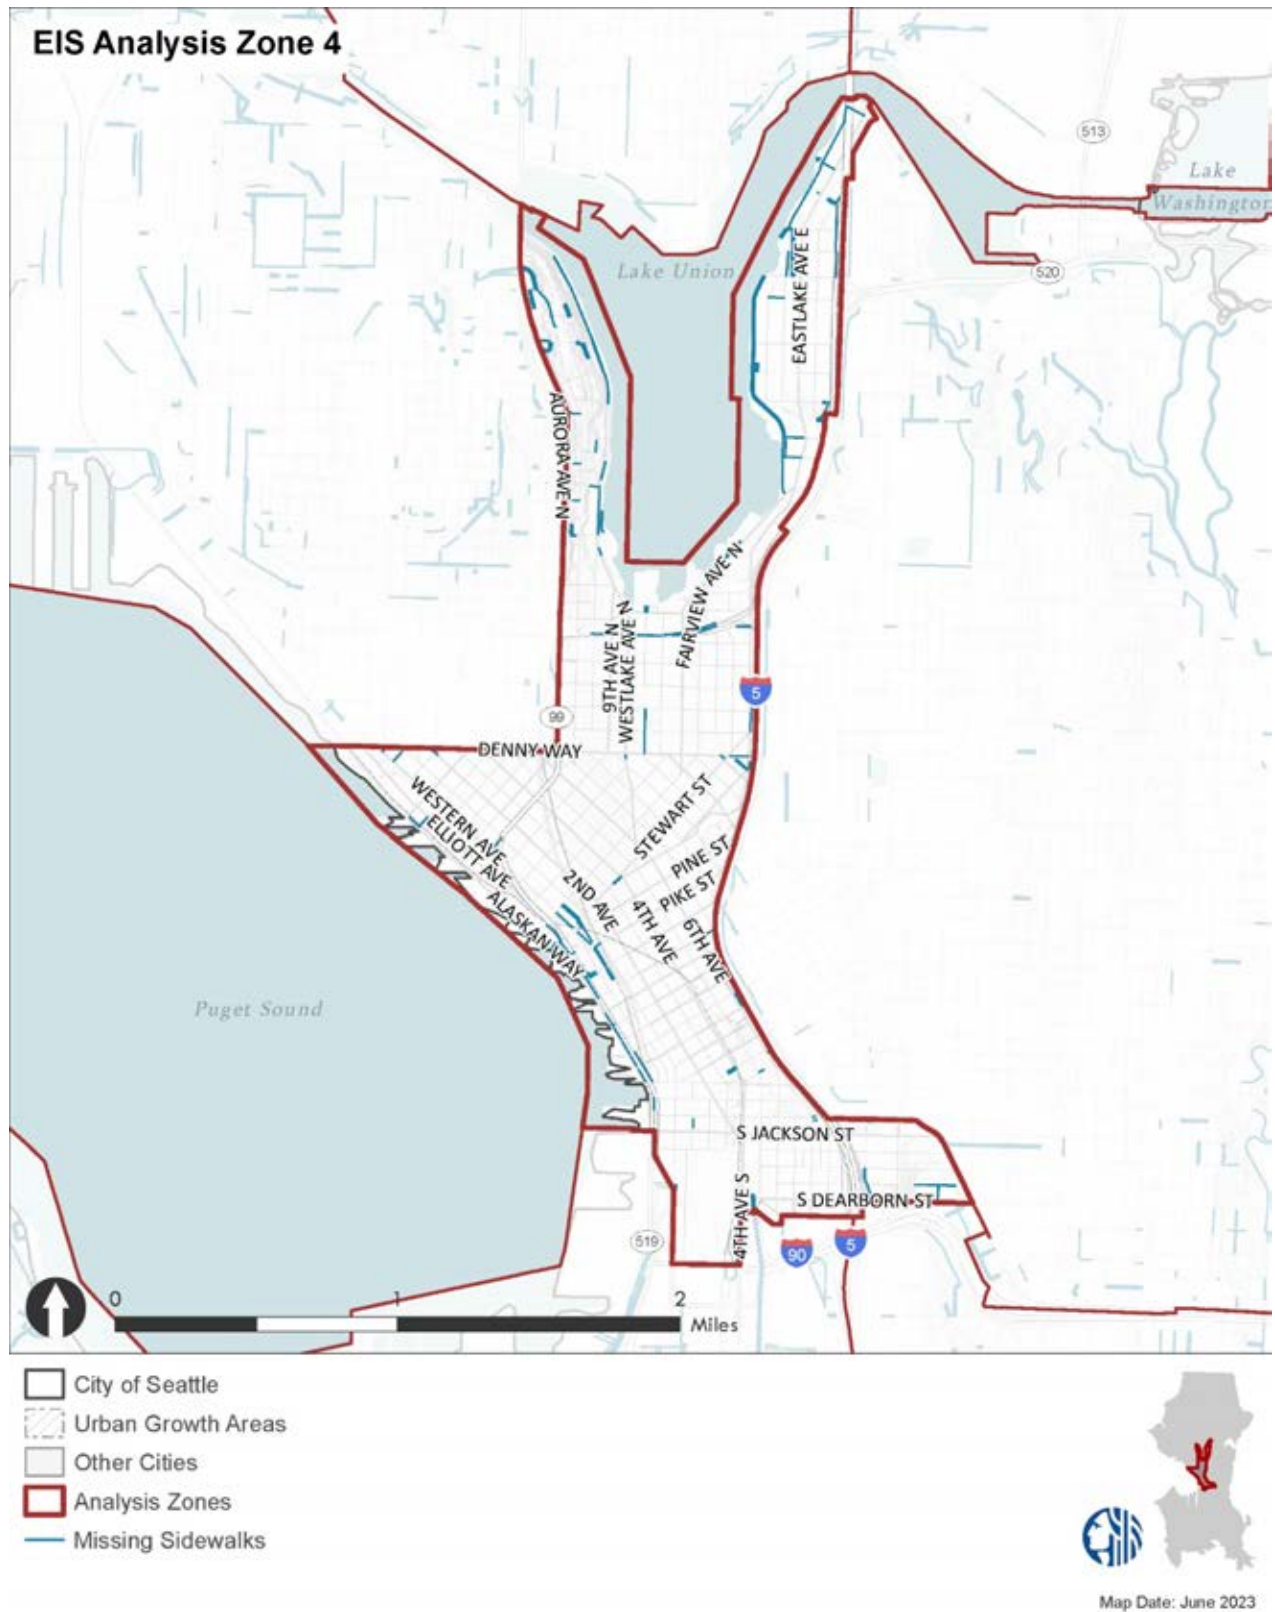 EIS Analysis Zone 4
513
Lake
Washington
Lake Union
520
EASTLAKE AVE E
AURORA AVE N
FAIRVIEW AVE N
9TH AVE N
WESTLAKE AVE N
5
99
DENNY WAY
STEWART ST
WESTERN AVE
ELLIOTT AVE
PINE ST
PIKE ST
2ND AVE
4TH AVE
6TH AVE
ALASKAN WAY
Puget Sound
S JACKSON ST
S DEARBORN ST
4TH AVE S
519
90
5
0
1
2
Miles
City of Seattle
Urban Growth Areas
Other Cities
Analysis Zones
Missing Sidewalks
Map Date: June 2023